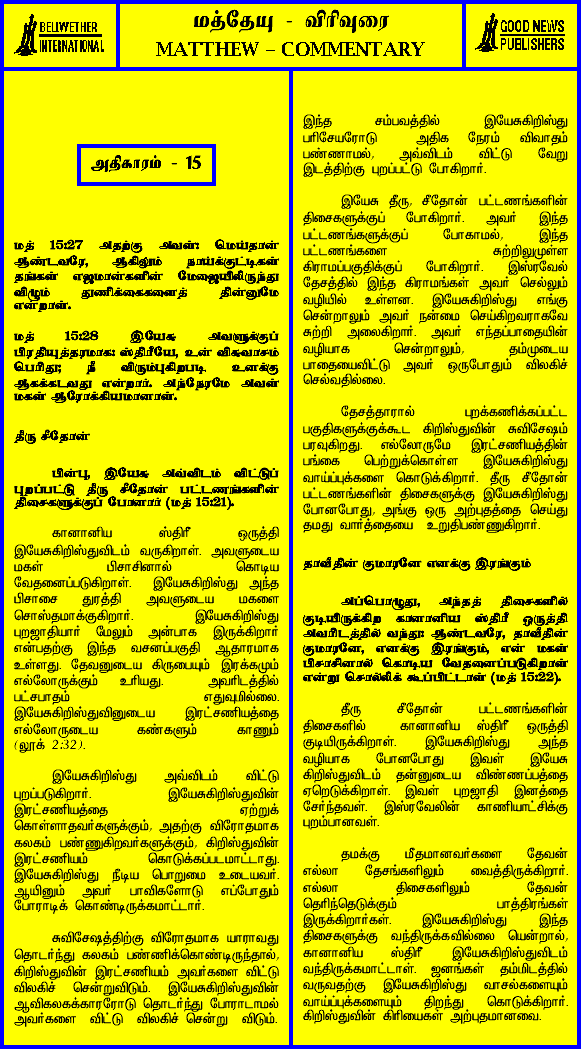 BELIWETHER
INTERNATIONAL
மத்தேயு - விரிவுரை
MATTHEW – COMMENTARY
GOOD NEWS
PUBLISHERS
அதிகாரம் - 15
மத் 15:27 அதற்கு அவள்: மெய்தான்
ஆண்டவரே, ஆகிலும் நாய்க்குட்டிகள்
தங்கள் எஜமான்களின் மேஜையிலிருந்து
விழும் துணிக்கைகளைத் தின்னுமே
என்றாள்.
மத் 15:28 இயேசு அவளுக்குப்
பிரதியுத்தரமாக: ஸ்திரீயே, உன் விசுவாசம்
பெரிது; நீ விரும்புகிறபடி உனக்கு
ஆகக்கடவது என்றார். அந்நேரமே அவள்
மகள் ஆரோக்கியமானாள்.
தீரு சீதோன்
பின்பு, இயேசு அவ்விடம் விட்டுப்
புறப்பட்டு தீரு சீதோன் பட்டணங்களின்
திசைகளுக்குப் போனார் (மத் 15:21).
கானானிய ஸ்திரீ ஒருத்தி
இயேசுகிறிஸ்துவிடம் வருகிறாள். அவளுடைய
மகள் பிசாசினால் கொடிய
வேதனைப்படுகிறாள். இயேசுகிறிஸ்து அந்த
பிசாசை துரத்தி அவளுடைய மகளை
சொஸ்தமாக்குகிறார். இயேசுகிறிஸ்து
புறஜாதியார் மேலும் அன்பாக இருக்கிறார்
என்பதற்கு இந்த வசனப்பகுதி ஆதாரமாக
உள்ளது. தேவனுடைய கிருபையும் இரக்கமும்
எல்லோருக்கும் உரியது. அவரிடத்தில்
பட்சபாதம் எதுவுமில்லை.
இயேசுகிறிஸ்துவினுடைய இரட்சணியத்தை
எல்லோருடைய கண்களும் காணும்
(லூக் 2:32).
இயேசுகிறிஸ்து அவ்விடம் விட்டு
புறப்படுகிறார். இயேசுகிறிஸ்துவின்
இரட்சணியத்தை ஏற்றுக்
கொள்ளாதவர்களுக்கும், அதற்கு விரோதமாக
கலகம் பண்ணுகிறவர்களுக்கும், கிறிஸ்துவின்
இரட்சணியம் கொடுக்கப்படமாட்டாது.
இயேசுகிறிஸ்து நீடிய பொறுமை உடையவர்.
ஆயினும் அவர் பாவிகளோடு எப்போதும்
போராடிக் கொண்டிருக்கமாட்டார்.
சுவிசேஷத்திற்கு விரோதமாக யாராவது
தொடர்ந்து கலகம் பண்ணிக்கொண்டிருந்தால்,
கிறிஸ்துவின் இரட்சணியம் அவர்களை விட்டு
விலகிச் சென்றுவிடும். இயேசுகிறிஸ்துவின்
ஆவிகலகக்காரரோடு தொடர்ந்து போராடாமல்
அவர்களை விட்டு விலகிச் சென்று விடும்.
இந்த சம்பவத்தில் இயேசுகிறிஸ்து
பரிசேயரோடு அதிக நேரம் விவாதம்
பண்ணாமல், அவ்விடம் விட்டு வேறு
இடத்திற்கு புறப்பட்டு போகிறார்.
இயேசு தீரு, சீதோன் பட்டணங்களின்
திசைகளுக்குப் போகிறார். அவர் இந்த
பட்டணங்களுக்குப் போகாமல், இந்த
பட்டணங்களை சுற்றிலுமுள்ள
கிராமப்பகுதிக்குப் போகிறார். இஸ்ரவேல்
தேசத்தில் இந்த கிராமங்கள் அவர் செல்லும்
வழியில் உள்ளன. இயேசுகிறிஸ்து எங்கு
சென்றாலும் அவர் நன்மை செய்கிறவராகவே
சுற்றி அலைகிறார். அவர் எந்தப்பாதையின்
வழியாக சென்றாலும், தம்முடைய
பாதையைவிட்டு அவர் ஒருபோதும் விலகிச்
செல்வதில்லை.
தேசத்தாரால் புறக்கணிக்கப்பட்ட
பகுதிகளுக்குக்கூட கிறிஸ்துவின் சுவிசேஷம்
பரவுகிறது. எல்லோருமே இரட்சணியத்தின்
பங்கை பெற்றுக்கொள்ள இயேசுகிறிஸ்து
வாய்ப்புக்களை கொடுக்கிறார். தீரு சீதோன்
பட்டணங்களின் திசைகளுக்கு இயேசுகிறிஸ்து
போனபோது, அங்கு ஒரு அற்புதத்தை செய்து
தமது வார்த்தையை உறுதிபண்ணுகிறார்.
தாவீதின் குமாரனே எனக்கு இரங்கும்
அப்பொழுது, அந்தத் திசைகளில்
குடியிருக்கிற கானானிய ஸ்திரீ ஒருத்தி
அவரிடத்தில் வந்து: ஆண்டவரே, தாவீதின்
குமாரனே, எனக்கு இரங்கும், என் மகள்
பிசாசினால் கொடிய வேதனைப்படுகிறாள்
என்று சொல்லிக் கூப்பிட்டாள் (மத் 15:22).
தீரு சீதோன் பட்டணங்களின்
திசைகளில் கானானிய ஸ்திரீ ஒருத்தி
குடியிருக்கிறாள். இயேசுகிறிஸ்து அந்த
வழியாக போனபோது இவள் இயேசு
கிறிஸ்துவிடம் தன்னுடைய விண்ணப்பத்தை
ஏறெடுக்கிறாள். இவள் புறஜாதி இனத்தை
சேர்ந்தவள். இஸ்ரவேலின் காணியாட்சிக்கு
புறம்பானவள்.
தமக்கு மீதமானவர்களை தேவன்
எல்லா தேசங்களிலும் வைத்திருக்கிறார்.
எல்லா திசைகளிலும் தேவன்
தெரிந்தெடுக்கும் பாத்திரங்கள்
இருக்கிறார்கள். இயேசுகிறிஸ்து இந்த
திசைகளுக்கு வந்திருக்கவில்லை யென்றால்,
கானானிய ஸ்திரீ இயேசுகிறிஸ்துவிடம்
வந்திருக்கமாட்டாள். ஜனங்கள் தம்மிடத்தில்
வருவதற்கு இயேசுகிறிஸ்து வாசல்களையும்
வாய்ப்புக்களையும் திறந்து கொடுக்கிறார்.
கிறிஸ்துவின் கிரியைகள் அற்புதமானவை.